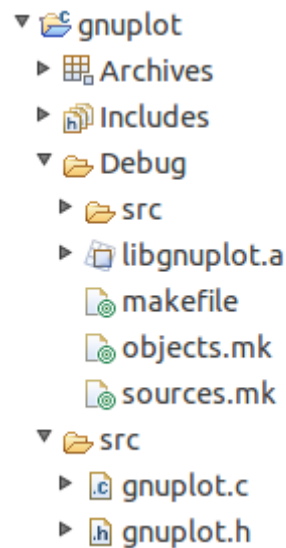 gnuplot
Archives
Includes
Debug
src
libgnuplot.a
makefile
objects.mk
sources.mk
src
gnuplot.c
gnuplot.h